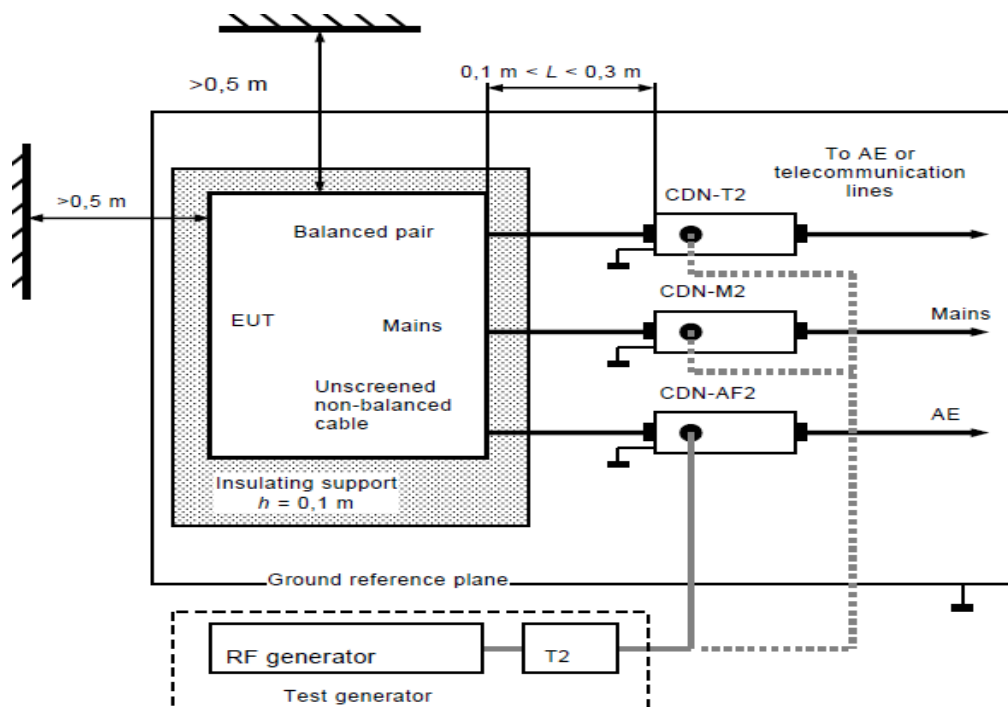 0,1 m < L < 0,3 m
>0,5 m
To AE or
telecommunication
lines
>0,5 m
CDN-T2
Balanced pair
CDN-M2
EUT
Mains
Mains
Unscreened
non-balanced
cable
CDN-AF2
AE
Insulating support
h = 0,1 m
Ground reference plane
RF generator
T2
Test generator